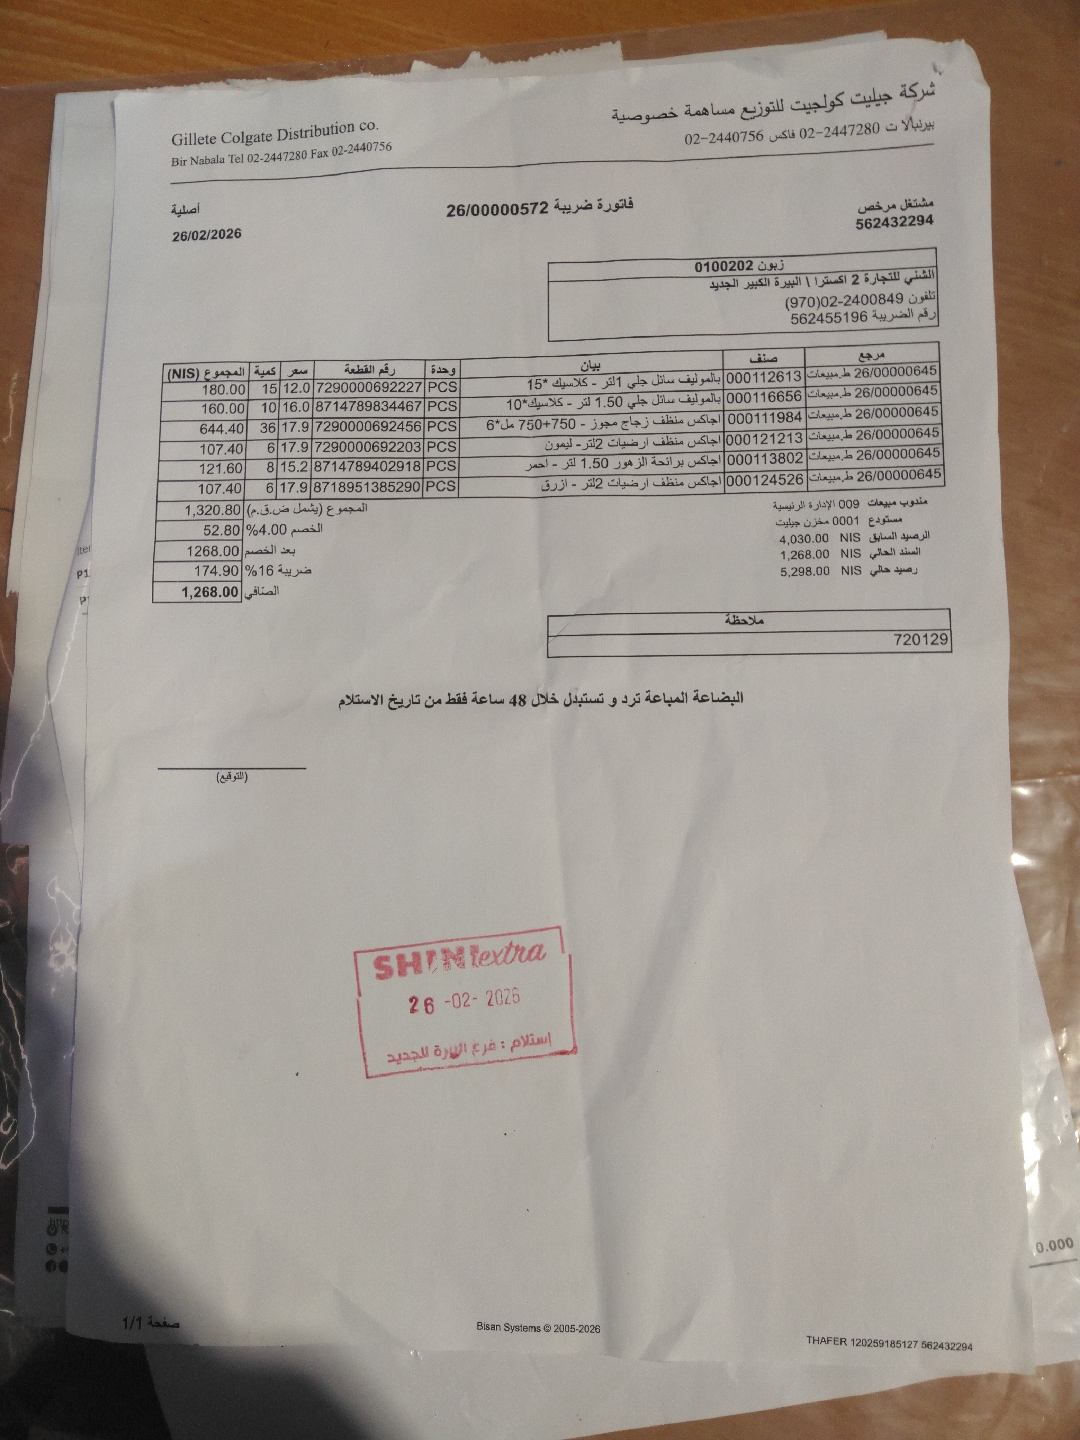 شركة جيليت كولجيت للتوزيع مساهمة خصوصية
بيرنبالا ت 2447280-02 فاكس 2440756-02
Gillete Colgate Distribution co.
Bir Nabala Tel 02-2447280 Fax 02-2440756
مشتغل مرخص
562432294
فاتورة ضريبة 26/00000572
أصلية
26/02/2026
زبون 0100202
الشني للتجارة 2 اكسترا \ البيرة الكبير الجديد
تلفون 02-2400849(970)
رقم الضريبة 562455196
مرجع صنف بيان وحدة رقم القطعة سعر كمية المجموع (NIS)
26/00000645 ط.مبيعات 000112613 بالموليف سائل جلي 1لتر - كلاسيك *15 PCS 7290000692227 12.0 15 180.00
26/00000645 ط.مبيعات 000116656 بالموليف سائل جلي 1.50 لتر - كلاسيك*10 PCS 8714789834467 16.0 10 160.00
26/00000645 ط.مبيعات 000111984 اجاكس منظف زجاج مجوز - 750+750 مل*6 PCS 7290000692456 17.9 36 644.40
26/00000645 ط.مبيعات 000121213 اجاكس منظف ارضيات 2لتر- ليمون PCS 7290000692203 17.9 6 107.40
26/00000645 ط.مبيعات 000113802 اجاكس برائحة الزهور 1.50 لتر - احمر PCS 8714789402918 15.2 8 121.60
26/00000645 ط.مبيعات 000124526 اجاكس منظف ارضيات 2لتر - ازرق PCS 8718951385290 17.9 6 107.40
مندوب مبيعات 009 الإدارة الرئيسية
مستودع 0001 مخزن جيليت
الرصيد السابق NIS 4,030.00
السند الحالي NIS 1,268.00
رصيد حالي NIS 5,298.00
المجموع (يشمل ض.ق.م) 1,320.80
الخصم 4.00% 52.80
بعد الخصم 1268.00
ضريبة 16% 174.90
الصّافي 1,268.00
ملاحظة
720129
البضاعة المباعة ترد و تستبدل خلال 48 ساعة فقط من تاريخ الاستلام
(التوقيع)
SHINI extra
26 -02- 2026
إستلام : فرع البيرة الجديد
0.000
صفحة 1/1
Bisan Systems © 2005-2026
THAFER 120259185127 562432294